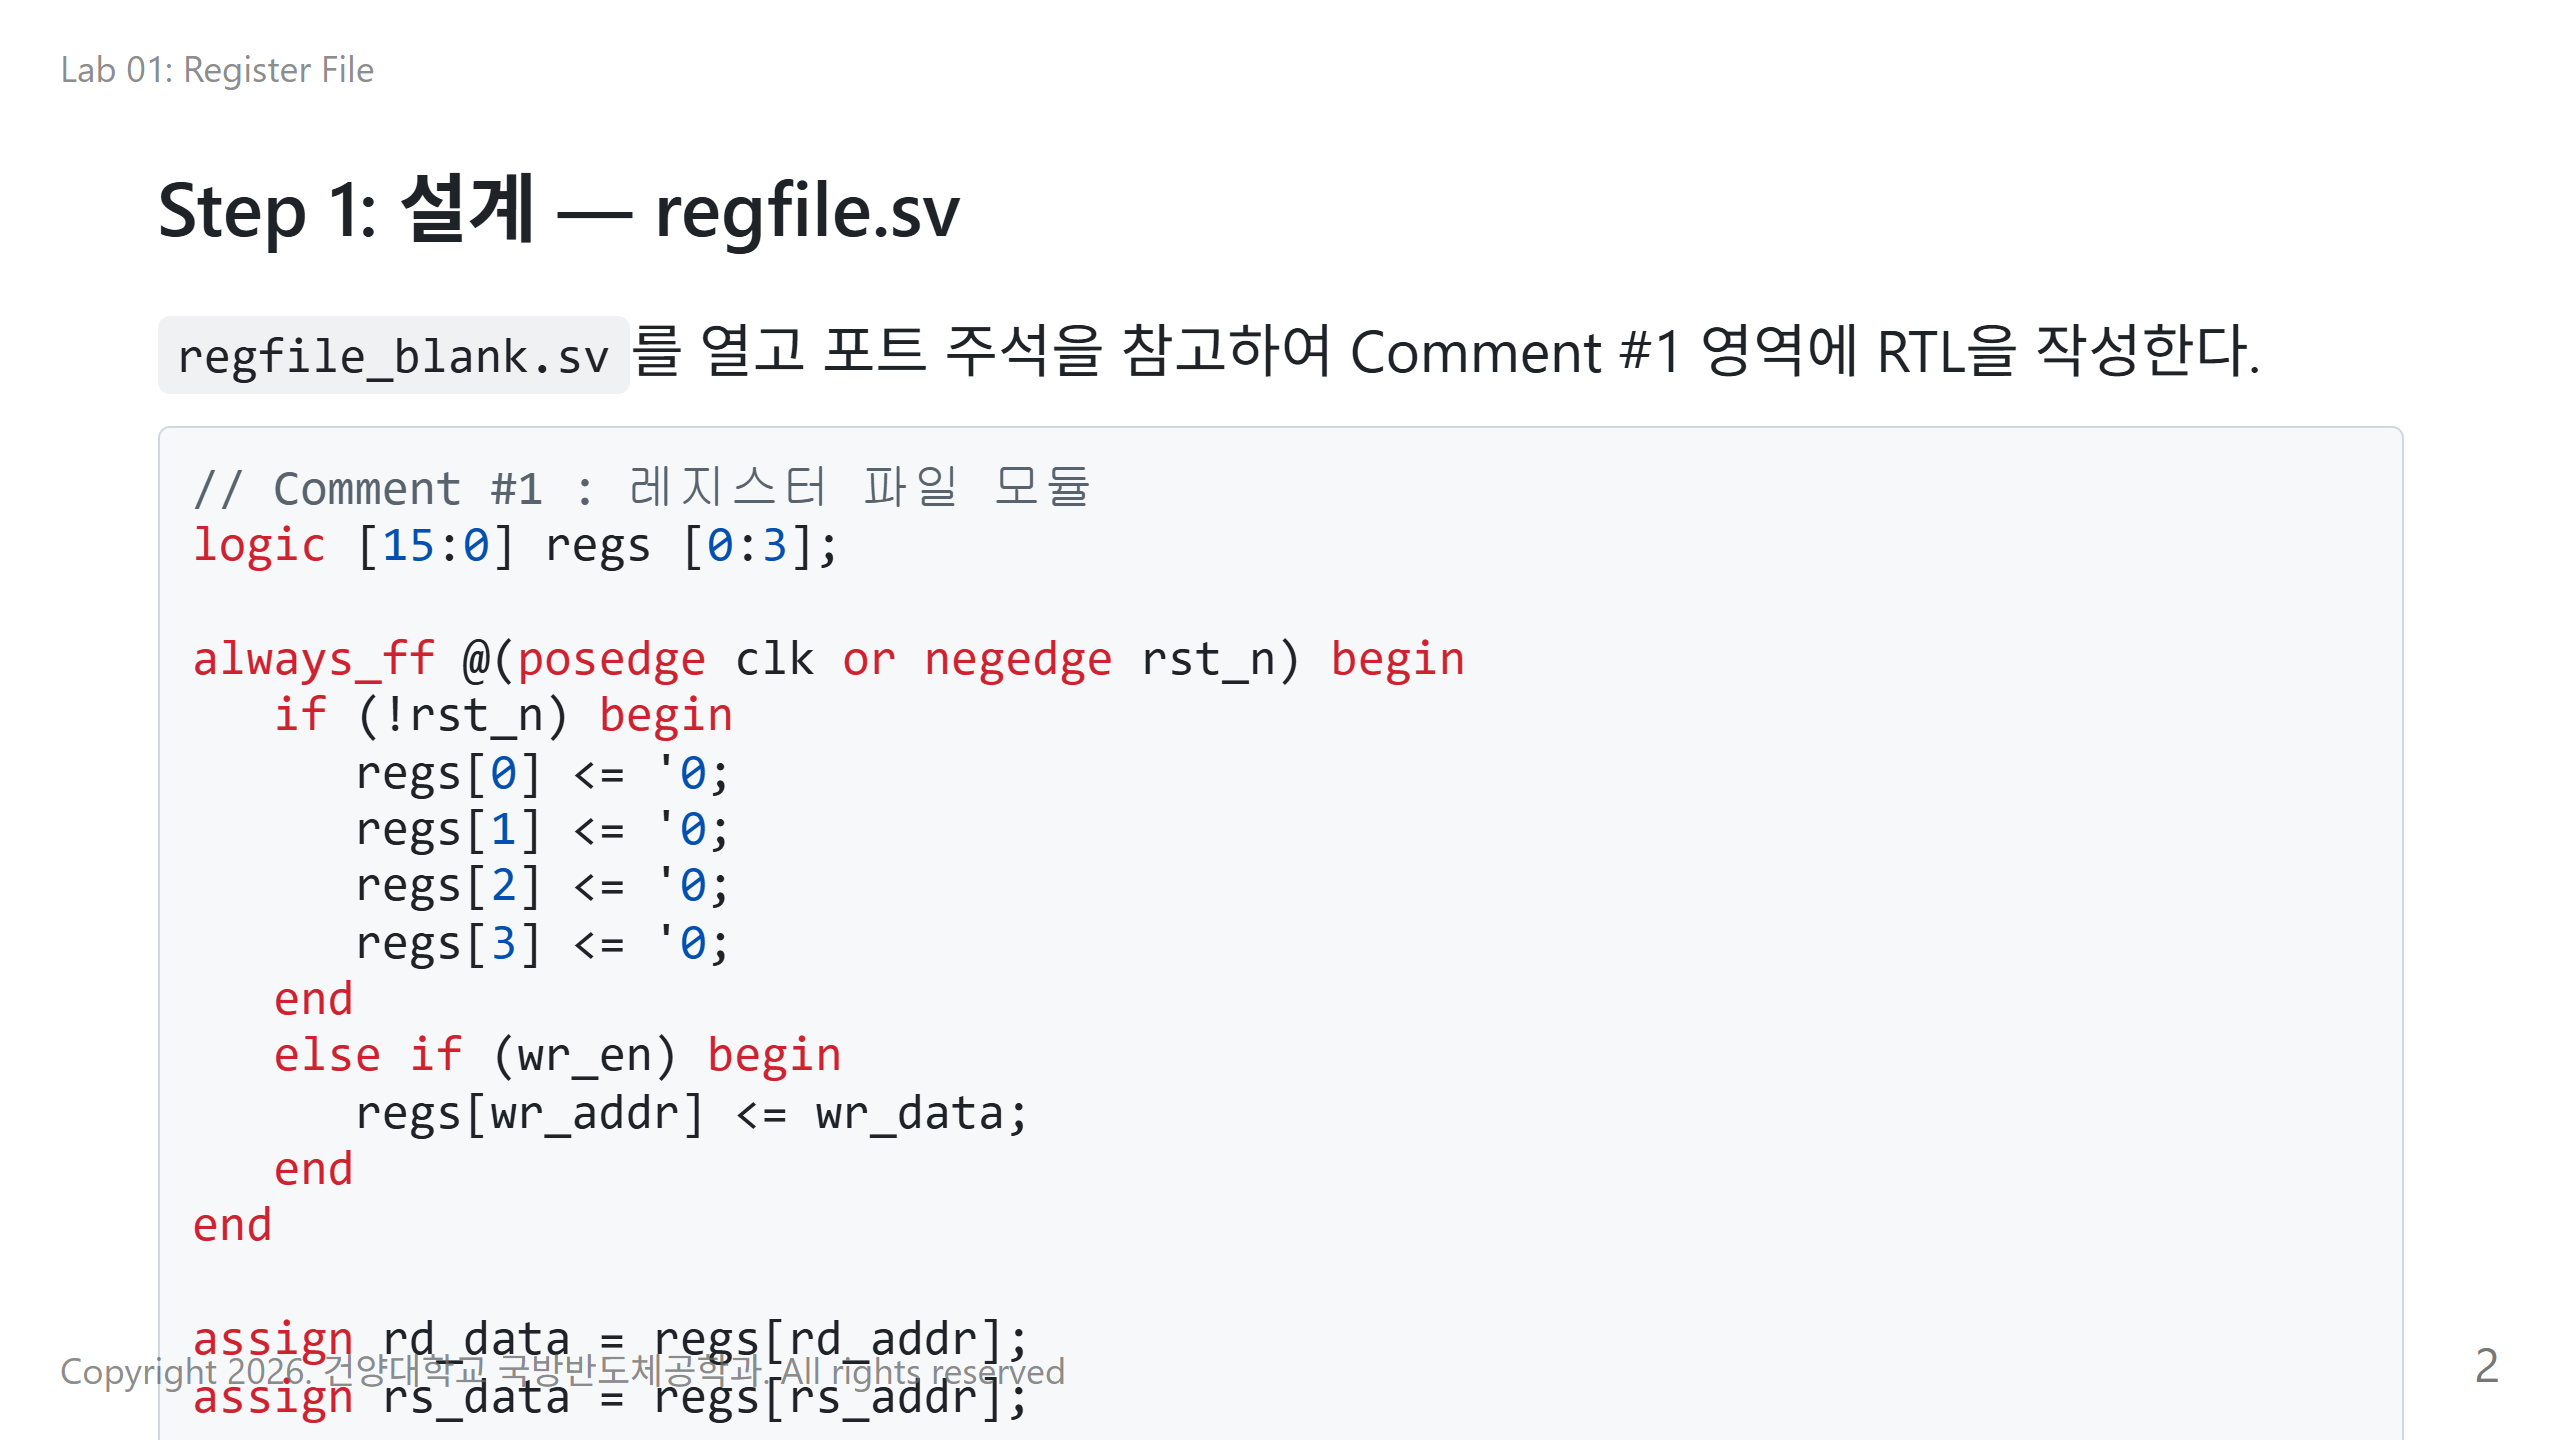 Lab 01: Register File
Step 1: 설계 — regfile.sv
regfile_blank.sv를 열고 포트 주석을 참고하여 Comment #1 영역에 RTL을 작성한다.
// Comment #1 : 레지스터 파일 모듈
logic [15:0] regs [0:3];
always_ff @(posedge clk or negedge rst_n) begin
   if (!rst_n) begin
      regs[0] <= '0;
      regs[1] <= '0;
      regs[2] <= '0;
      regs[3] <= '0;
   end
   else if (wr_en) begin
      regs[wr_addr] <= wr_data;
   end
end
assign rd_data = regs[rd_addr];
assign rs_data = regs[rs_addr];
Copyright 2026. 건양대학교 국방반도체공학과. All rights reserved
2